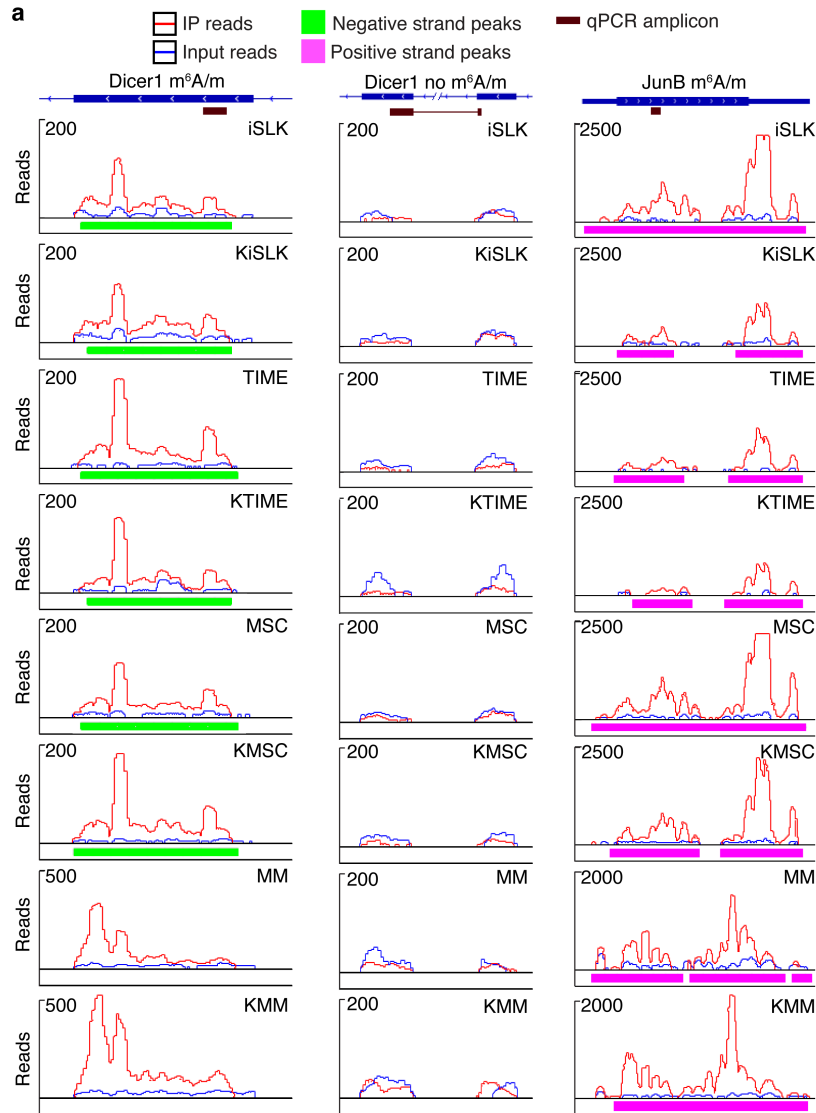 a
IP reads
Input reads
Negative strand peaks
Positive strand peaks
qPCR amplicon
Dicer1 m⁶A/m
Dicer1 no m⁶A/m
JunB m⁶A/m
Reads
200
iSLK
200
iSLK
2500
iSLK
Reads
200
KiSLK
200
KiSLK
2500
KiSLK
Reads
200
TIME
200
TIME
2500
TIME
Reads
200
KTIME
200
KTIME
2500
KTIME
Reads
200
MSC
200
MSC
2500
MSC
Reads
200
KMSC
200
KMSC
2500
KMSC
Reads
500
MM
200
MM
2000
MM
Reads
500
KMM
200
KMM
2000
KMM